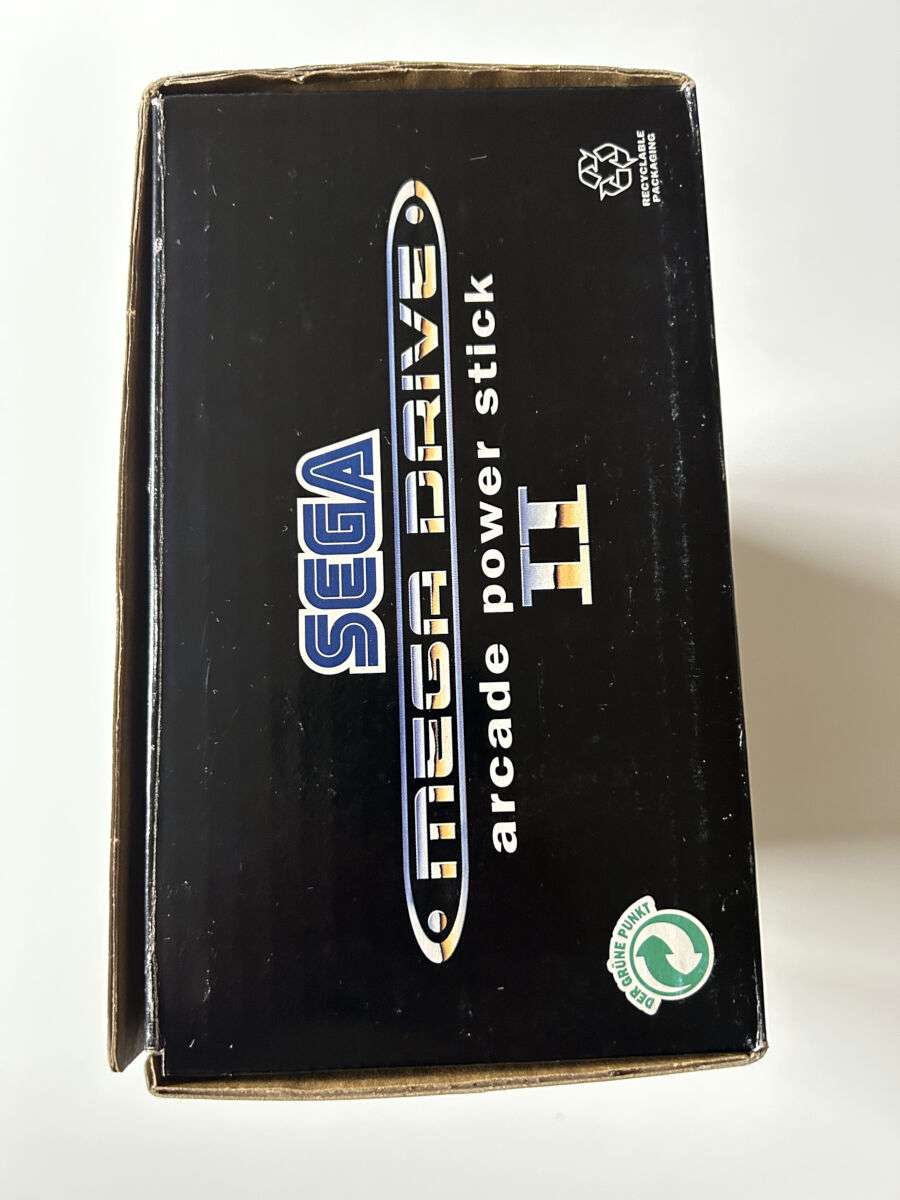 SEGA
MEGA DRIVE
arcade power stick
II
DER GRÜNE PUNKT
RECYCLABLE
PACKAGING